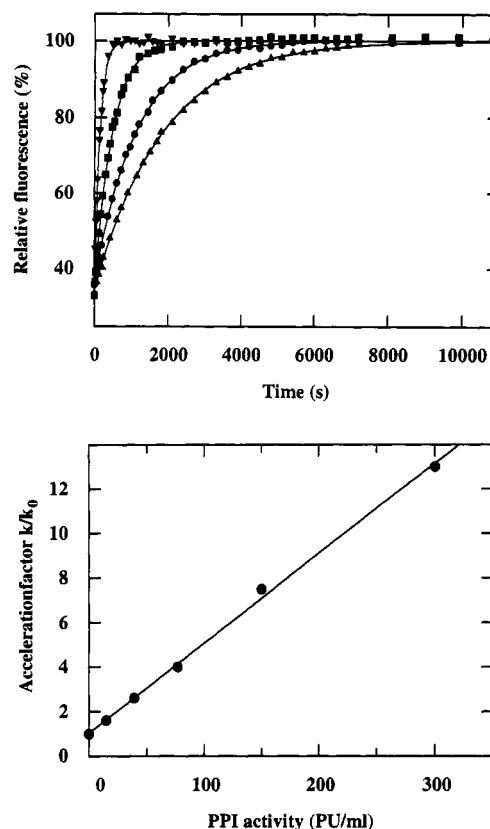 100
80
60
40
Relative fluorescence (%)
0 2000 4000 6000 8000 10000
Time (s)
12
10
8
6
4
2
0
Accelerationfactor k/k0
0 100 200 300
PPI activity (PU/ml)